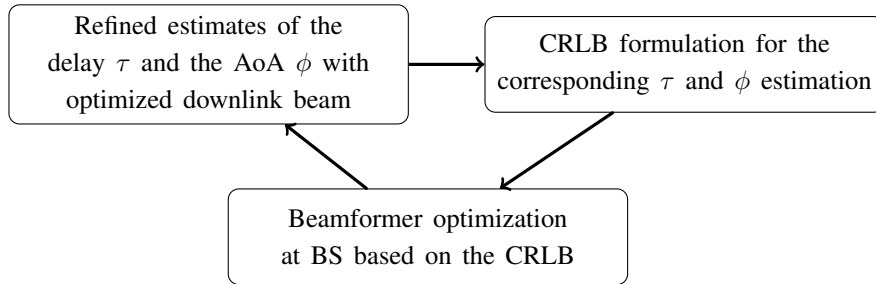 Refined estimates of the
delay τ and the AoA ϕ with
optimized downlink beam
CRLB formulation for the
corresponding τ and ϕ estimation
Beamformer optimization
at BS based on the CRLB